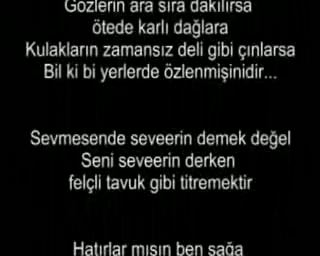 Gözlerin ara sıra dakılırsa
ötede karlı dağlara
Kulakların zamansız deli gibi çınlarsa
Bil ki bi yerlerde özlenmişinidir...
Sevmesende seveerin demek değel
Seni seveerin derken
felçli tavuk gibi titremektir
Hatırlar mısın ben sağa